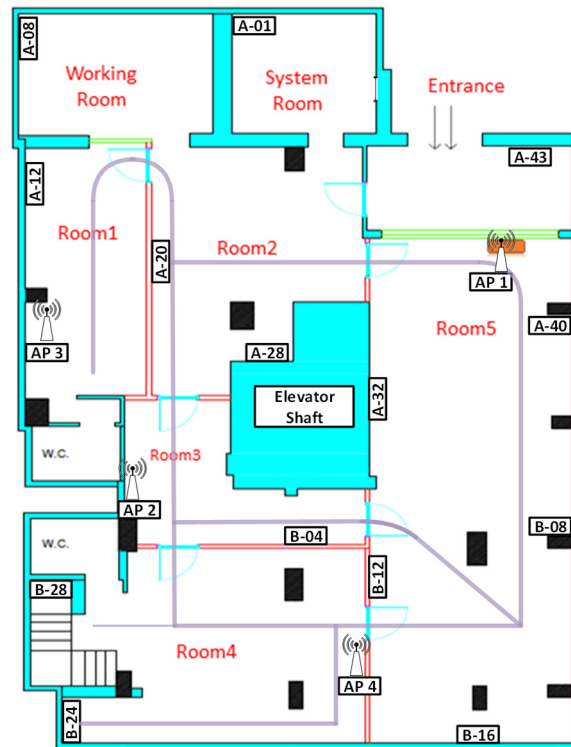 A-08
A-01
Working
Room
System
Room
Entrance
A-43
A-12
Room1
A-20
Room2
AP 1
Room5
AP 3
A-40
A-28
A-32
Elevator
Shaft
W.C.
Room3
AP 2
B-04
B-08
W.C.
B-12
B-28
Room4
AP 4
B-24
B-16